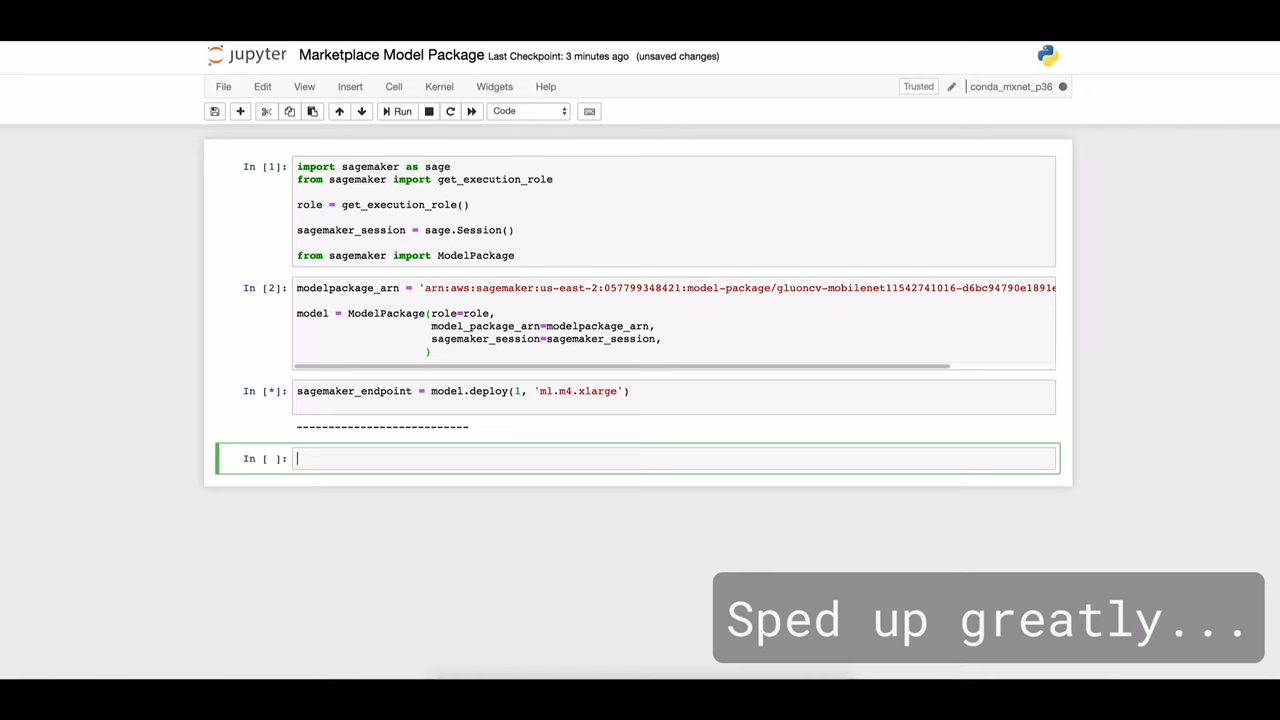 jupyter Marketplace Model Package Last Checkpoint: 3 minutes ago (unsaved changes)
File Edit View Insert Cell Kernel Widgets Help Trusted conda_mxnet_p36
Run Code
In [1]: import sagemaker as sage
from sagemaker import get_execution_role
role = get_execution_role()
sagemaker_session = sage.Session()
from sagemaker import ModelPackage
In [2]: modelpackage_arn = 'arn:aws:sagemaker:us-east-2:057799348421:model-package/gluoncv-mobilenet11542741016-d6bc94790e1891e
model = ModelPackage(role=role,
model_package_arn=modelpackage_arn,
sagemaker_session=sagemaker_session,
)
In [*]: sagemaker_endpoint = model.deploy(1, 'ml.m4.xlarge')
---------------------------
In [ ]:
Sped up greatly...